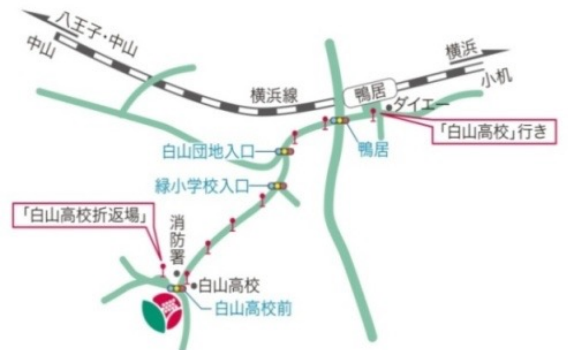 八王子・中山
中山
横浜線
鴨居
横浜
小机
ダイエー
「白山高校」行き
鴨居
白山団地入口
緑小学校入口
「白山高校折返場」
消防署
白山高校
白山高校前